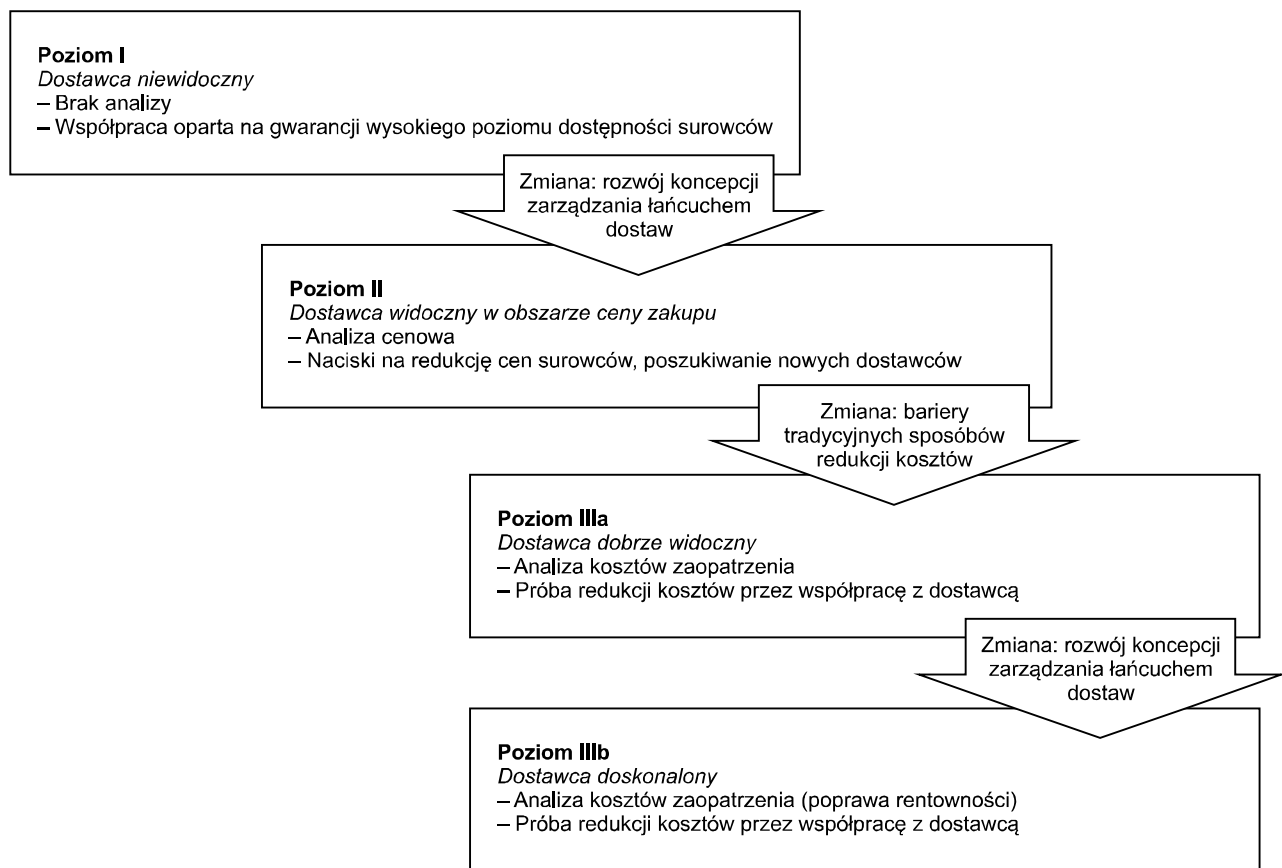 Poziom I
Dostawca niewidoczny
– Brak analizy
– Współpraca oparta na gwarancji wysokiego poziomu dostępności surowców
Zmiana: rozwój koncepcji
zarządzania łańcuchem
dostaw
Poziom II
Dostawca widoczny w obszarze ceny zakupu
– Analiza cenowa
– Naciski na redukcję cen surowców, poszukiwanie nowych dostawców
Zmiana: bariery
tradycyjnych sposóbów
redukcji kosztów
Poziom IIIa
Dostawca dobrze widoczny
– Analiza kosztów zaopatrzenia
– Próba redukcji kosztów przez współpracę z dostawcą
Zmiana: rozwój koncepcji
zarządzania łańcuchem
dostaw
Poziom IIIb
Dostawca doskonalony
– Analiza kosztów zaopatrzenia (poprawa rentowności)
– Próba redukcji kosztów przez współpracę z dostawcą